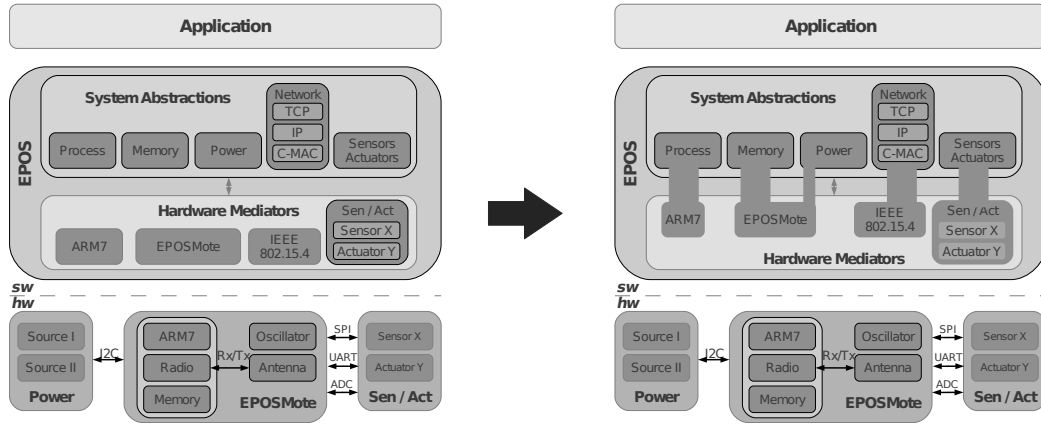 Application
System Abstractions
Network
TCP
IP
C-MAC
Process
Memory
Power
Sensors
Actuators
EPOS
Hardware Mediators
Sen / Act
Sensor X
Actuator Y
ARM7
EPOSMote
IEEE
802.15.4
sw
hw
Source I
Source II
Power
I2C
ARM7
Radio
Memory
Rx/Tx
Oscillator
Antenna
EPOSMote
SPI
UART
ADC
Sensor X
Actuator Y
Sen / Act
Application
System Abstractions
Network
TCP
IP
C-MAC
Process
Memory
Power
Sensors
Actuators
EPOS
ARM7
EPOSMote
IEEE
802.15.4
Sen / Act
Sensor X
Actuator Y
Hardware Mediators
sw
hw
Source I
Source II
Power
I2C
ARM7
Radio
Memory
Rx/Tx
Oscillator
Antenna
EPOSMote
SPI
UART
ADC
Sensor X
Actuator Y
Sen / Act